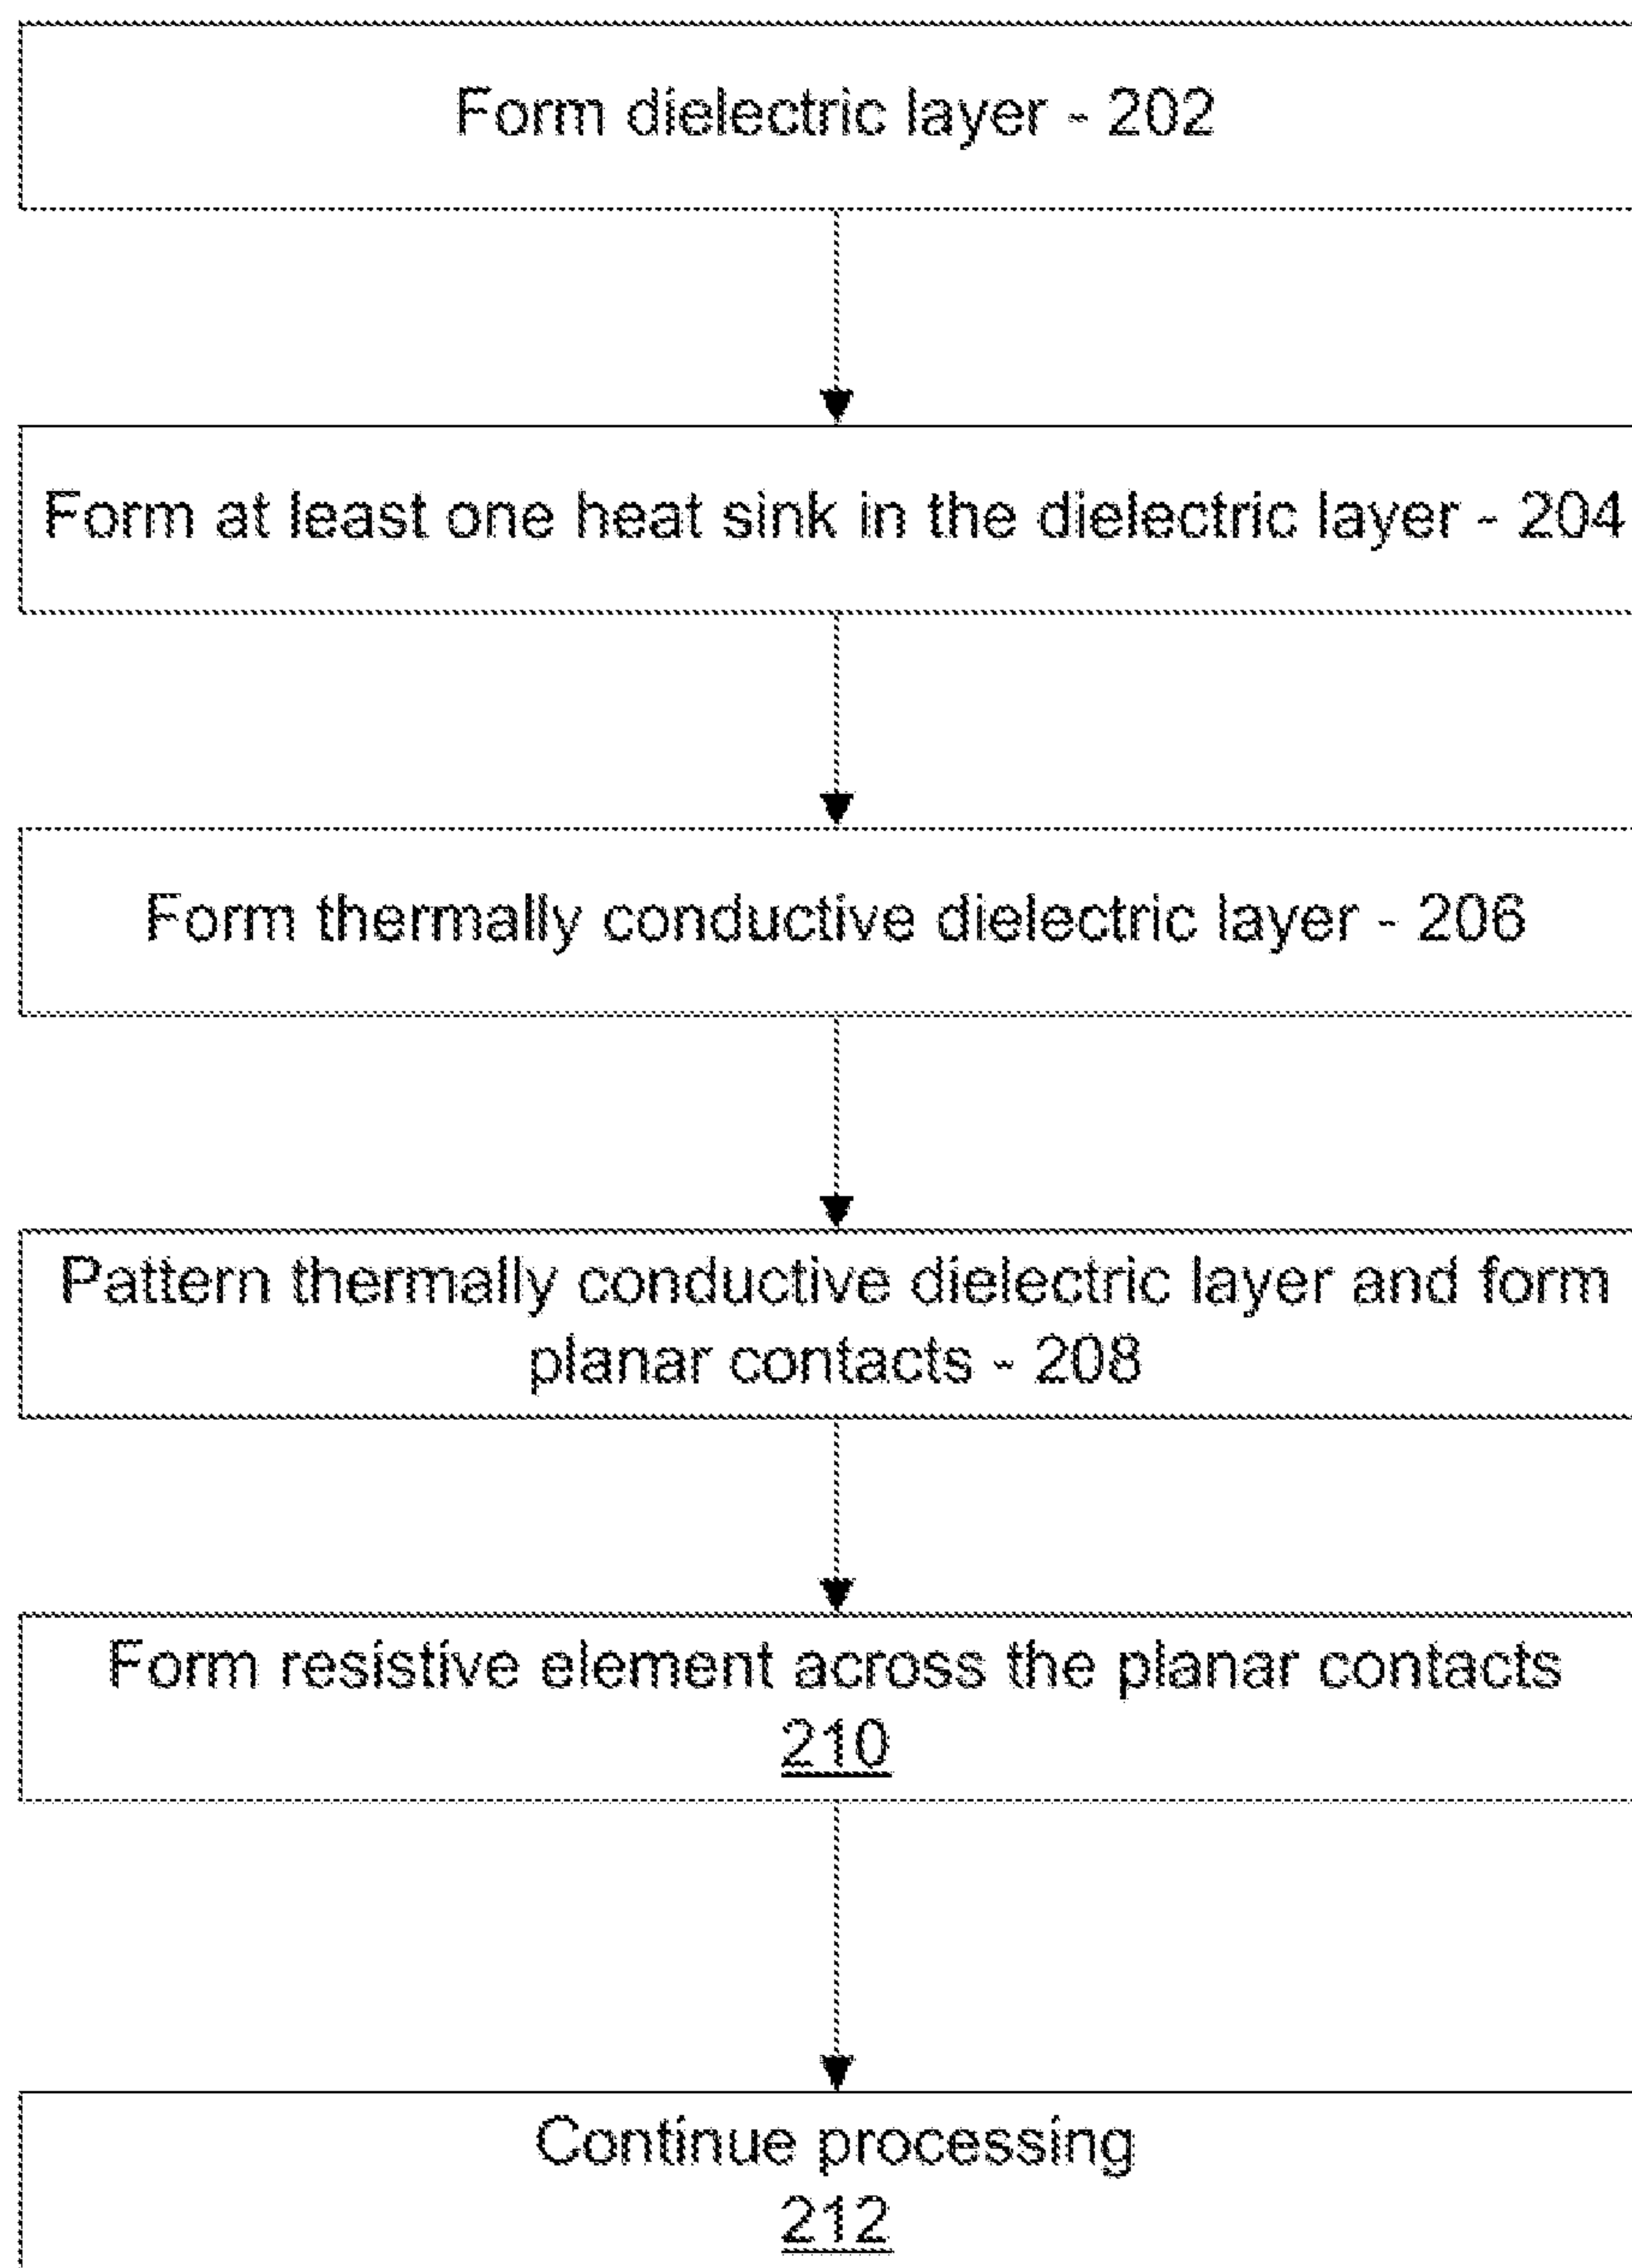 Form dielectric layer - 202
Form at least one heat sink in the dielectric layer - 204
Form thermally conductive dielectric layer - 206
Pattern thermally conductive dielectric layer and form
planar contacts - 208
Form resistive element across the planar contacts
210
Continue processing
212